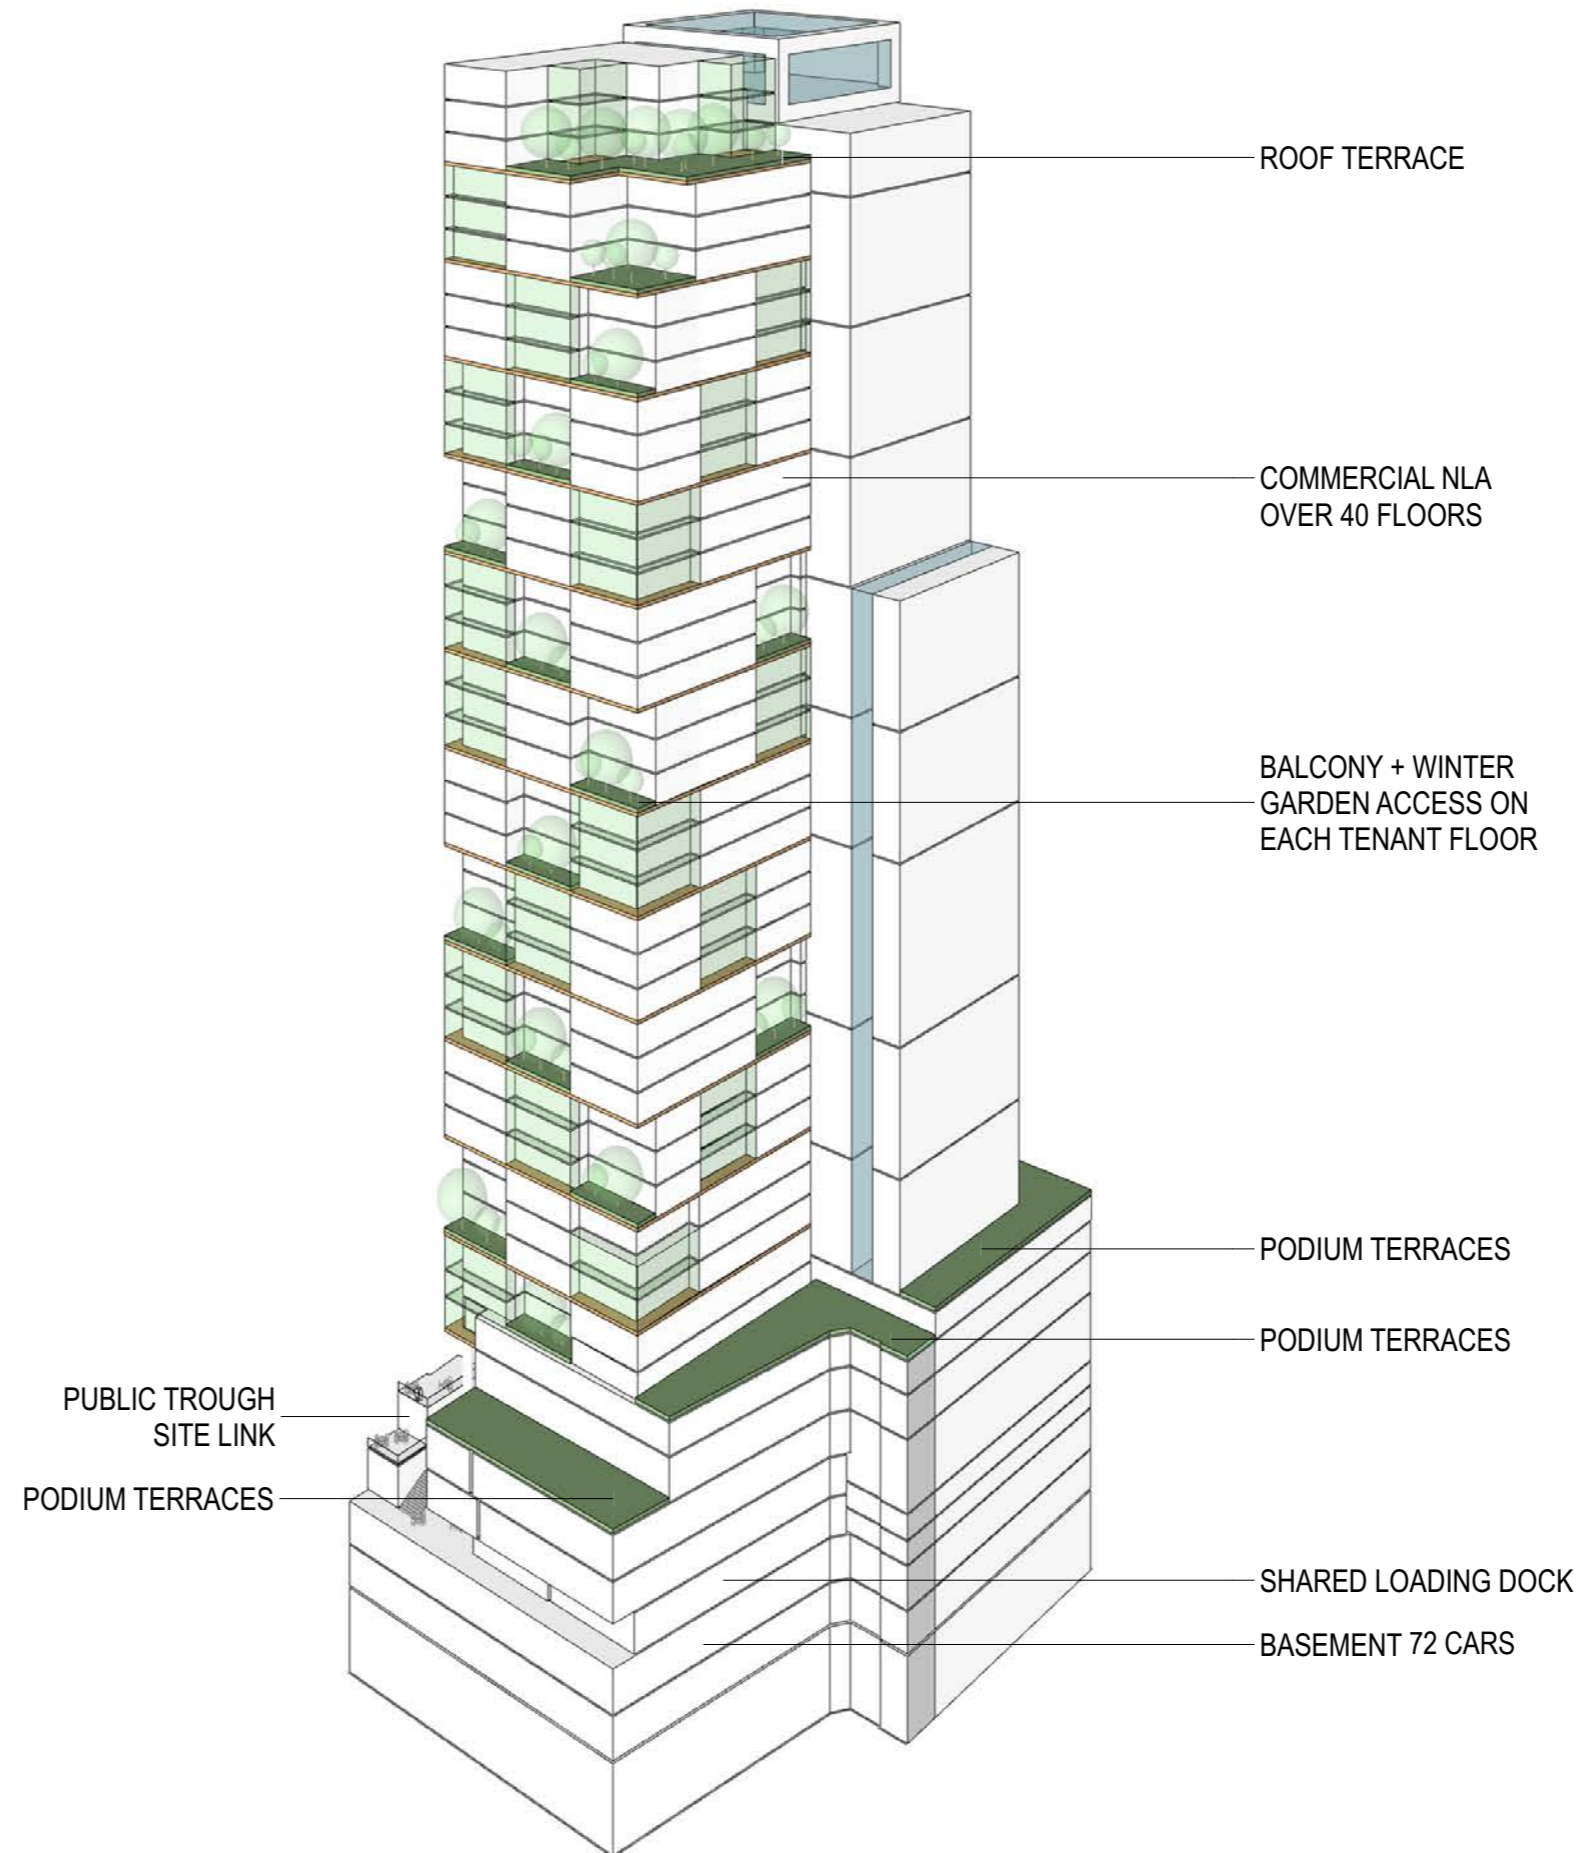 ROOF TERRACE
COMMERCIAL NLA
OVER 40 FLOORS
BALCONY + WINTER
GARDEN ACCESS ON
EACH TENANT FLOOR
PODIUM TERRACES
PODIUM TERRACES
PUBLIC TROUGH
SITE LINK
PODIUM TERRACES
SHARED LOADING DOCK
BASEMENT 72 CARS